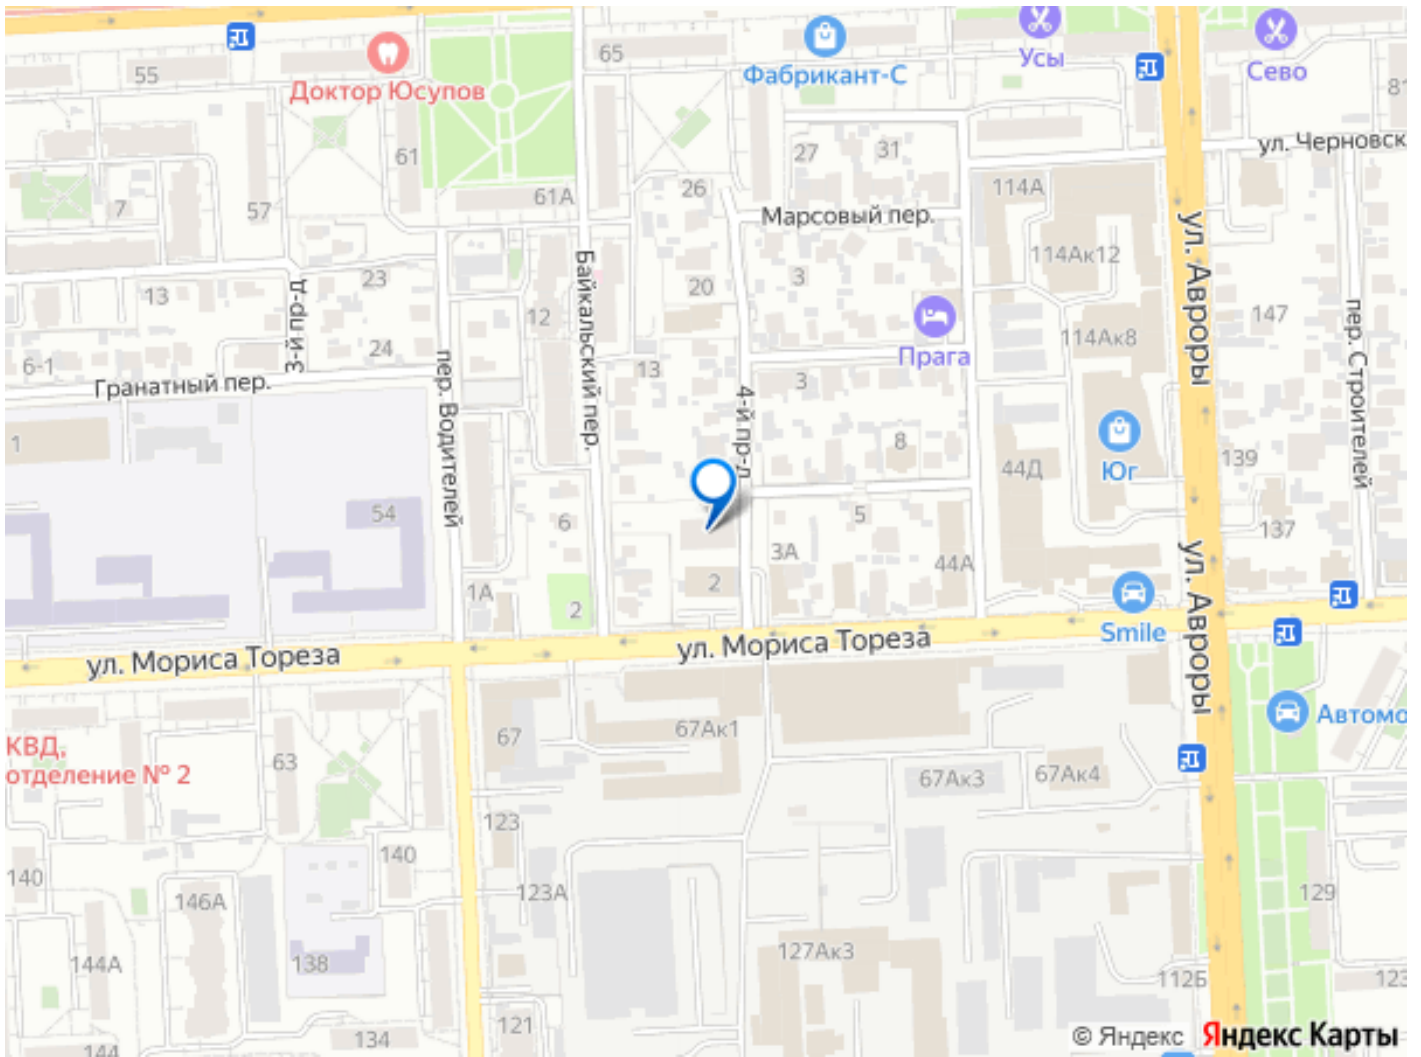 65
55
Доктор Юсупов
Фабрикант-С
Усы
Сево
81
ул. Черновск
61
27
31
26
114А
61А
7
57
Марсовый пер.
114Ак12
ул. Авроры
Байкальский пер.
23
13
3-й пр-д
20
3
12
147
пер. Строителей
114Ак8
Прага
24
6-1
Гранатный пер.
пер. Водителей
13
3
4-й пр-д
1
8
44Д
Юг
139
54
6
5
137
3А
44А
ул. Авроры
1А
2
2
Smile
ул. Мориса Тореза
ул. Мориса Тореза
67
67Ак1
Автомо
КВД,
отделение № 2
63
67Ак3
67Ак4
123
140
140
123А
129
146А
127Ак3
144А
138
112Б
123
121
134
144
© Яндекс Яндекс Карты